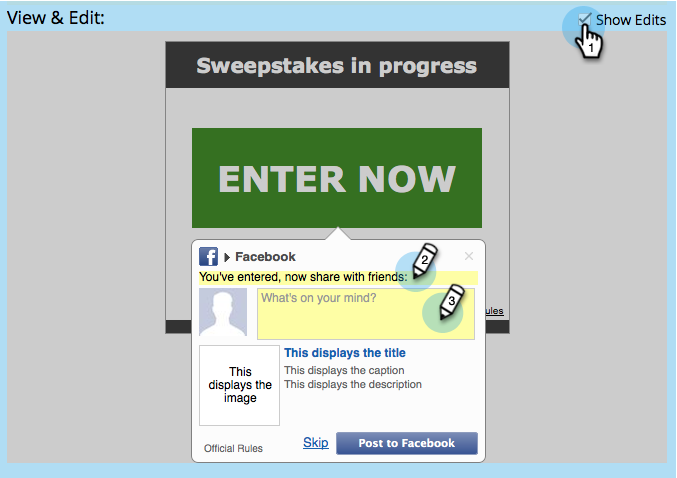 View & Edit:
Show Edits
1
Sweepstakes in progress
ENTER NOW
f
Facebook
2
You've entered, now share with friends:
What's on your mind?
3
ules
This displays the image
This displays the title
This displays the caption
This displays the description
Official Rules
Skip
Post to Facebook